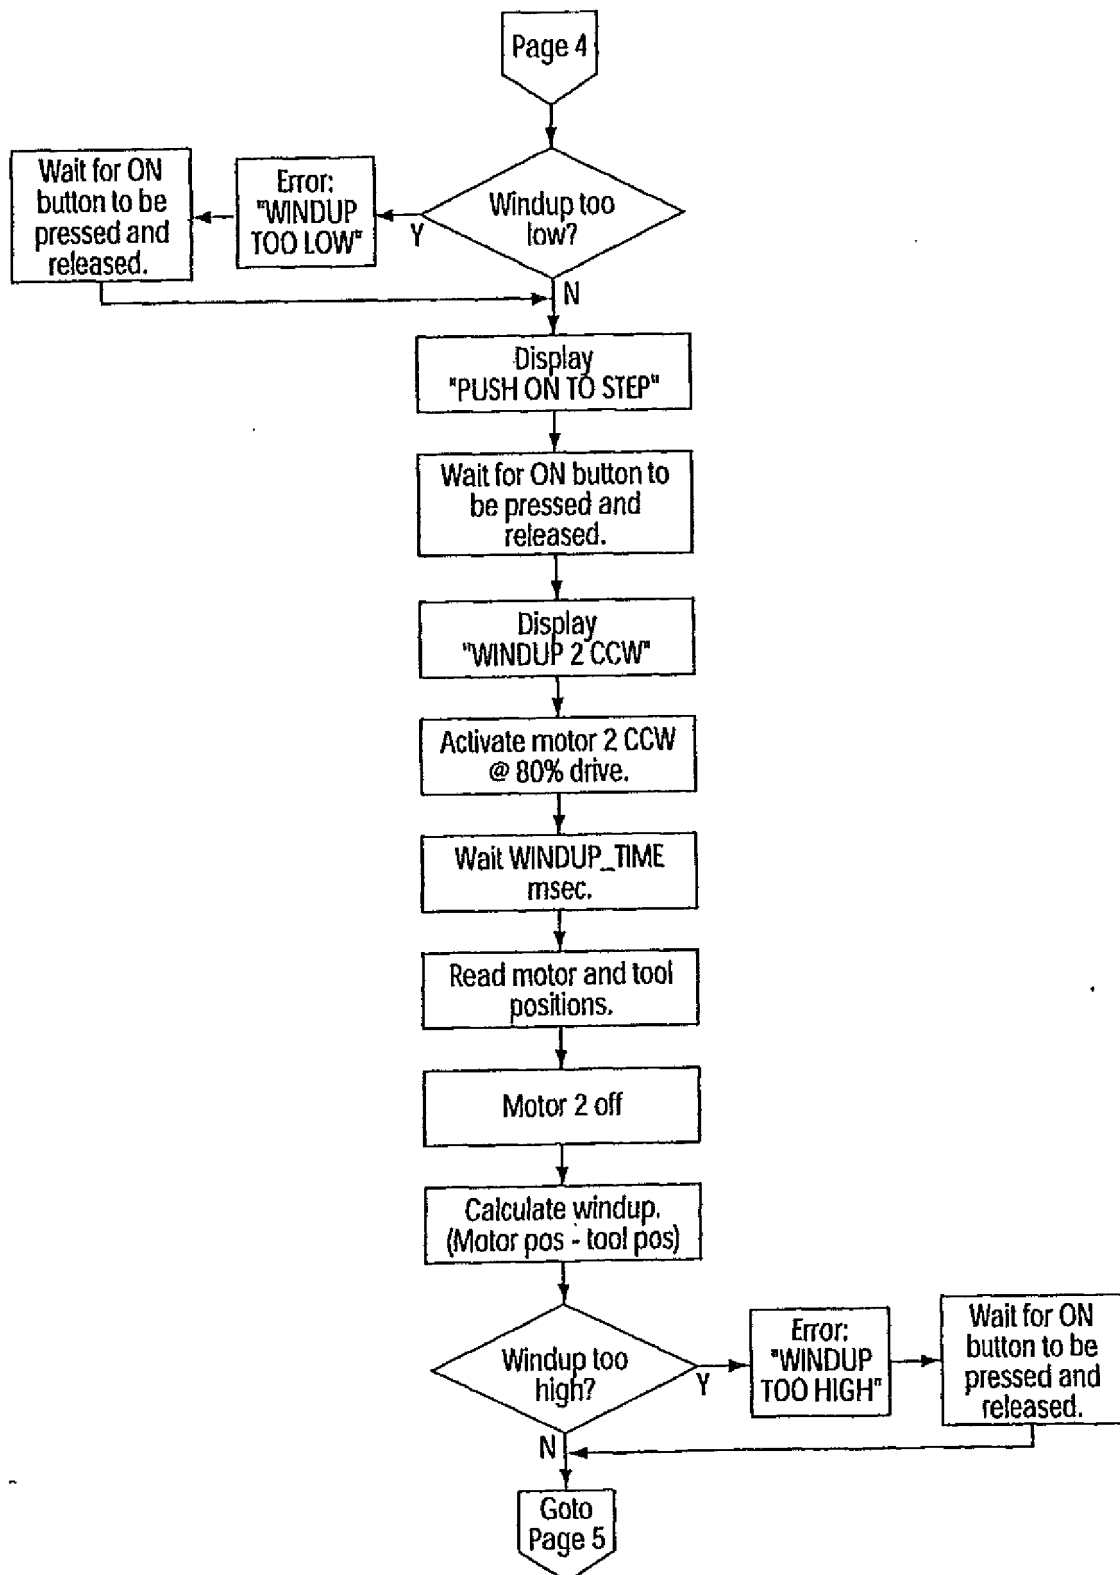 Page 4
Windup too
low?
Y
N
Error:
"WINDUP
TOO LOW"
Wait for ON
button to be
pressed and
released.
Display
"PUSH ON TO STEP"
Wait for ON button to
be pressed and
released.
Display
"WINDUP 2 CCW"
Activate motor 2 CCW
@ 80% drive.
Wait WINDUP_TIME
msec.
Read motor and tool
positions.
Motor 2 off
Calculate windup.
(Motor pos - tool pos)
Windup too
high?
Y
N
Error:
"WINDUP
TOO HIGH"
Wait for ON
button to be
pressed and
released.
Goto
Page 5